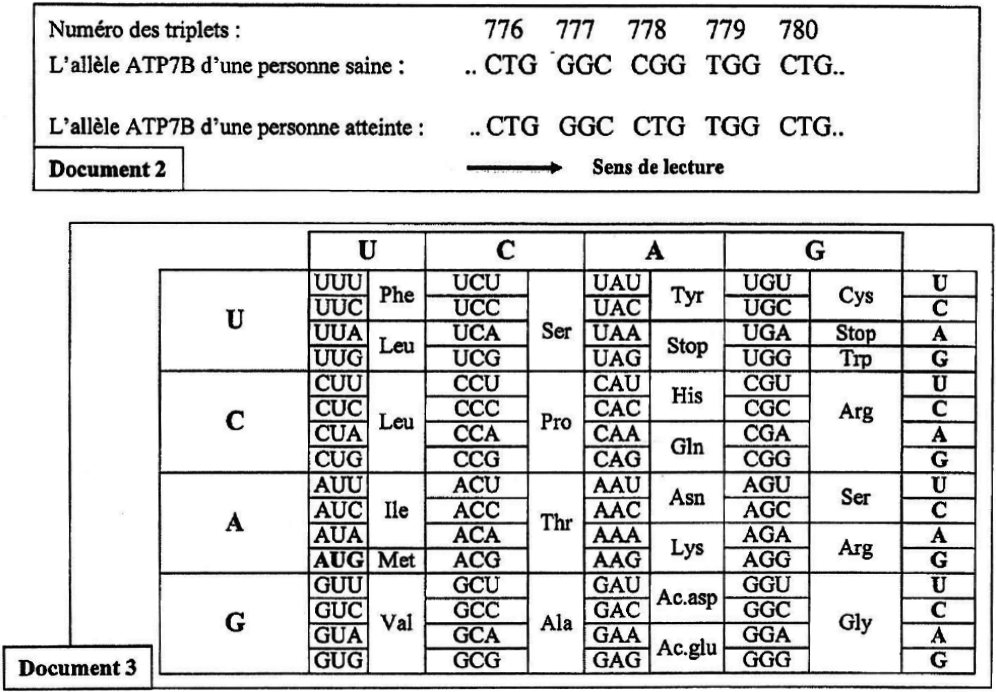 Numéro des triplets : 776 777 778 779 780
L'allèle ATP7B d'une personne saine : .. CTG GGC CGG TGG CTG..
L'allèle ATP7B d'une personne atteinte : .. CTG GGC CTG TGG CTG..
Document 2 Sens de lecture
U C A G
U UUU Phe UCU Ser UAU Tyr UGU Cys U
UUC UCC UAC UGC C
UUA Leu UCA UAA Stop UGA Stop A
UUG UCG UAG UGG Trp G
C CUU Leu CCU Pro CAU His CGU Arg U
CUC CCC CAC CGC C
CUA CCA CAA Gln CGA A
CUG CCG CAG CGG G
A AUU Ile ACU Thr AAU Asn AGU Ser U
AUC ACC AAC AGC C
AUA ACA AAA Lys AGA Arg A
AUG Met ACG AAG AGG G
G GUU Val GCU Ala GAU Ac.asp GGU Gly U
GUC GCC GAC GGC C
GUA GCA GAA Ac.glu GGA A
GUG GCG GAG GGG G
Document 3